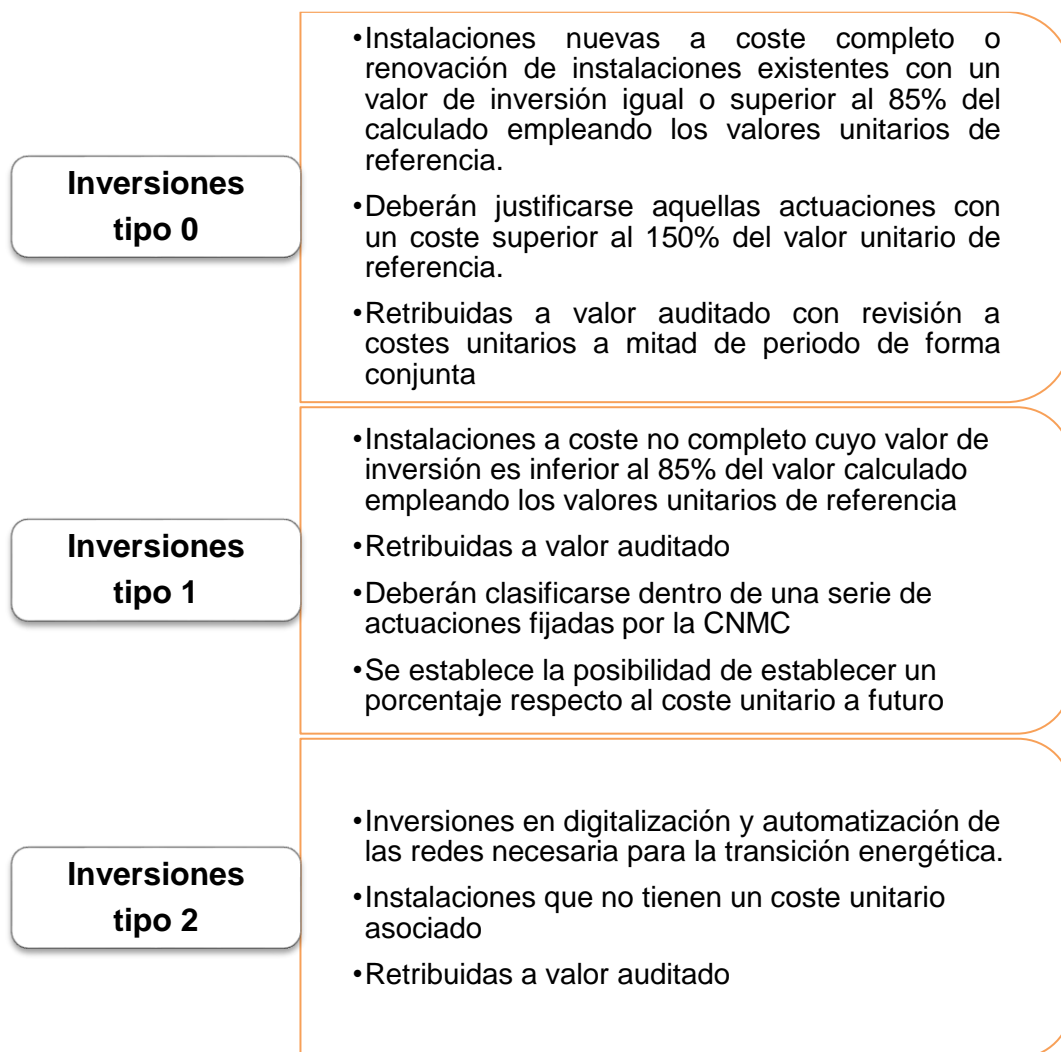 Inversiones
tipo 0
•Instalaciones nuevas a coste completo o
renovación de instalaciones existentes con un
valor de inversión igual o superior al 85% del
calculado empleando los valores unitarios de
referencia.
•Deberán justificarse aquellas actuaciones con
un coste superior al 150% del valor unitario de
referencia.
•Retribuidas a valor auditado con revisión a
costes unitarios a mitad de periodo de forma
conjunta
Inversiones
tipo 1
•Instalaciones a coste no completo cuyo valor de
inversión es inferior al 85% del valor calculado
empleando los valores unitarios de referencia
•Retribuidas a valor auditado
•Deberán clasificarse dentro de una serie de
actuaciones fijadas por la CNMC
•Se establece la posibilidad de establecer un
porcentaje respecto al coste unitario a futuro
Inversiones
tipo 2
•Inversiones en digitalización y automatización de
las redes necesaria para la transición energética.
•Instalaciones que no tienen un coste unitario
asociado
•Retribuidas a valor auditado